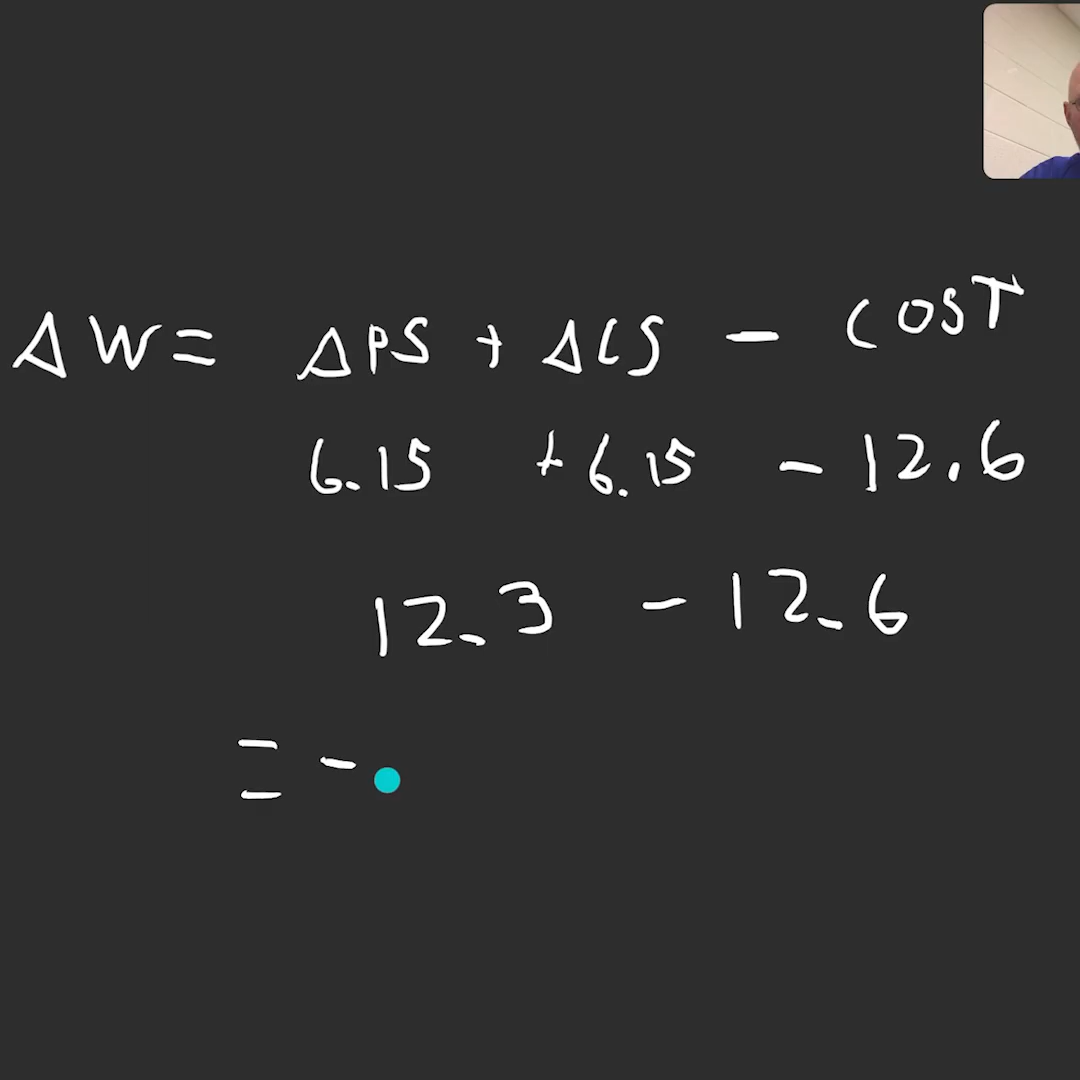 ΔW = ΔPS + ΔCS - COST
6.15 + 6.15 - 12.6
12.3 - 12.6
= -